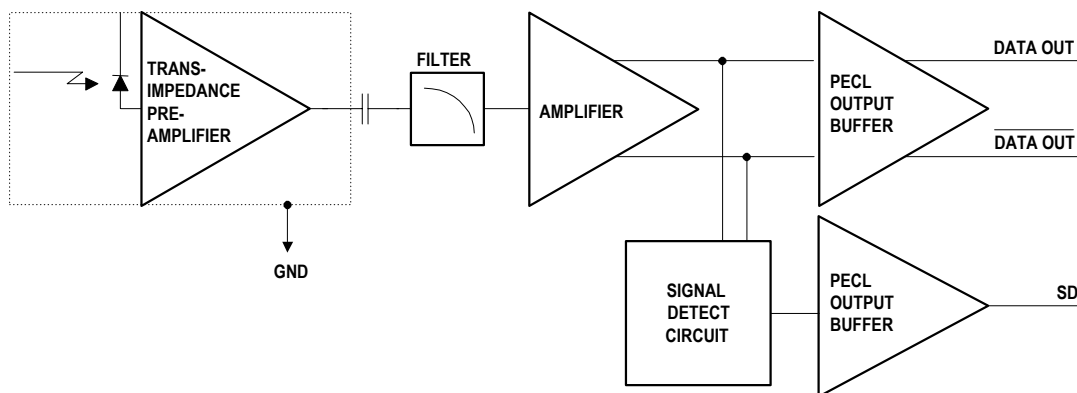 TRANS-
IMPEDANCE
PRE-
AMPLIFIER
GND
FILTER
AMPLIFIER
SIGNAL
DETECT
CIRCUIT
PECL
OUTPUT
BUFFER
DATA OUT
DATA OUT
PECL
OUTPUT
BUFFER
SD